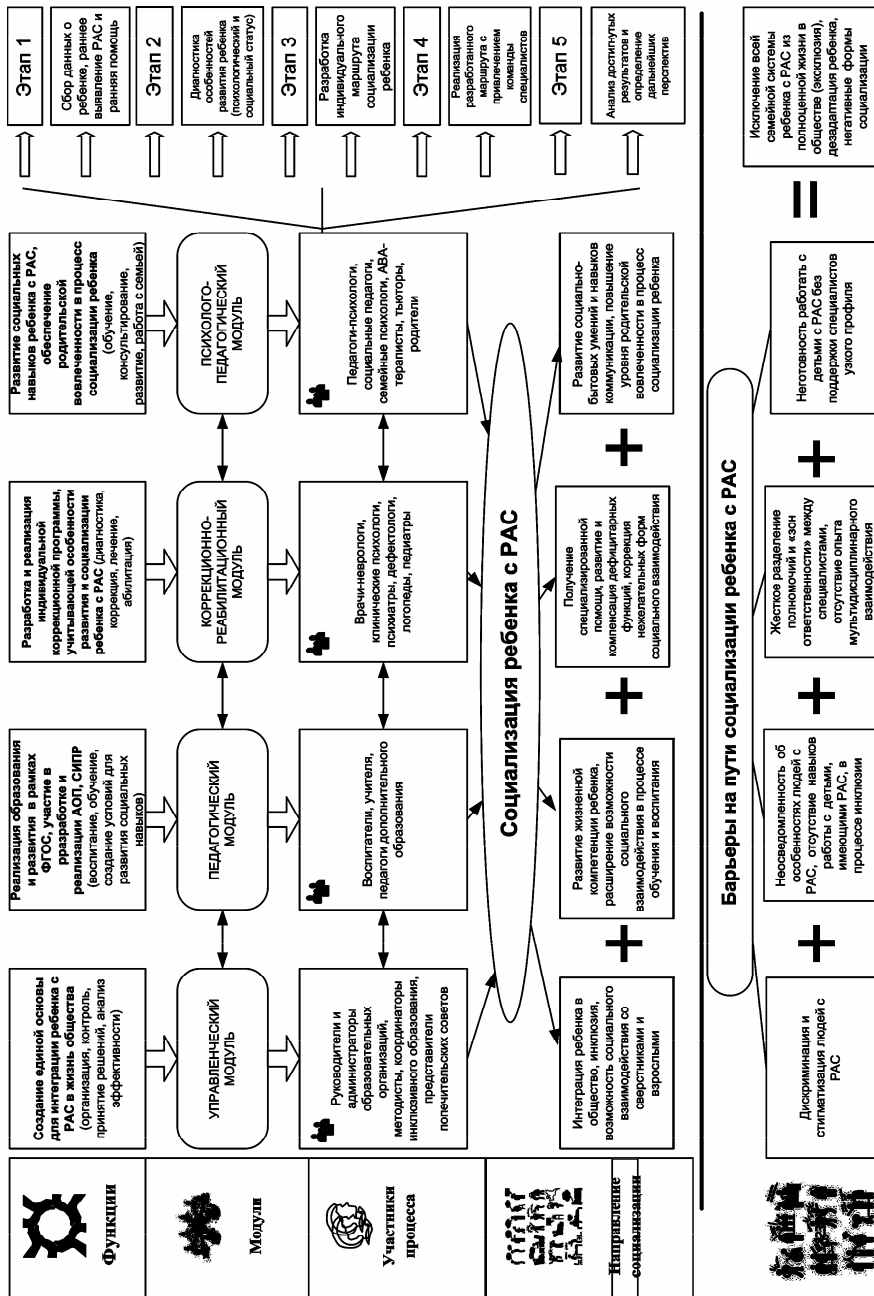 Функции
Создание единой основы
для интеграции ребенка с
РАС в жизнь общества
(организация, контроль,
принятие решений, анализ
эффективности)
Реализация образования
и развития в рамках
ФГОС, участие в
рразработке и
реализации АОП, СИПР
(воспитание, обучение,
создание условий для
развития социальных
навыков)
Разработка и реализация
индивидуальной
коррекционной программы,
учитывающей особенности
развития и социализации
ребенка с РАС (диагностика,
коррекция, лечение,
абилитация)
Развитие социальных
навыков ребенка с РАС,
обеспечение
родительской
вовлеченности в процесс
социализации ребенка
(обучение,
консультирование,
развитие, работа с семьей)
Модули
УПРАВЛЕНЧЕСКИЙ
МОДУЛЬ
ПЕДАГОГИЧЕСКИЙ
МОДУЛЬ
КОРРЕКЦИОННО-
РЕАБИЛИТАЦИОННЫЙ
МОДУЛЬ
ПСИХОЛОГО-
ПЕДАГОГИЧЕСКИЙ
МОДУЛЬ
Участники
процесса
Руководители и
администраторы
образовательных
организаций,
методисты, координаторы
инклюзивного образования,
представители
попечительских советов
Воспитатели, учителя,
педагоги дополнительного
образования
Врачи-неврологи,
клинические психологи,
психиатры, дефектологи,
логопеды, педиатры
Педагоги-психологи,
социальные педагоги,
семейные психологи, АВА-
тераписты, тьюторы,
родители
Социализация ребенка с РАС
Направление
социализации
Интеграция ребенка в
общество, инклюзия,
возможность социального
взаимодействия со
сверстниками и
взрослыми
+
Развитие жизненной
компетенции ребенка,
расширение возможности
социального
взаимодействия в процессе
обучения и воспитания
+
Получение
специализированной
помощи, развитие и
компенсация дефицитарных
функций, коррекция
нежелательных форм
социального взаимодействия
+
Развитие социально-
бытовых умений и навыков
коммуникации, повышение
уровня родительской
вовлеченности в процесс
социализации ребенка
Этап 1
Сбор данных о
ребенке, раннее
выявление РАС и
ранняя помощь
Этап 2
Диагностика
особенностей
развития ребенка
(психологический и
социальный статус)
Этап 3
Разработка
индивидуального
маршрута
социализации
ребенка
Этап 4
Реализация
разработанного
маршрута с
привлечением
команды
специалистов
Этап 5
Анализ достиг-нутых
результатов и
определение
дальнейших
перспектив
Барьеры на пути социализации ребенка с РАС
Дискриминация и
стигматизация людей с
РАС
+
Неосведомленность об
особенностях людей с
РАС, отсутствие навыков
работы с детьми,
имеющими РАС, в
процессе инклюзии
+
Жесткое разделение
полномочий и «зон
ответственности» между
специалистами,
отсутствие опыта
мультидисциплинарного
взаимодействия
+
Неготовность работать с
детьми с РАС без
поддержки специалистов
узкого профиля
=
Исключение всей
семейной системы
ребенка с РАС из
полноценной жизни в
обществе (эксклюзия),
дезадаптация ребенка,
негативные формы
социализации